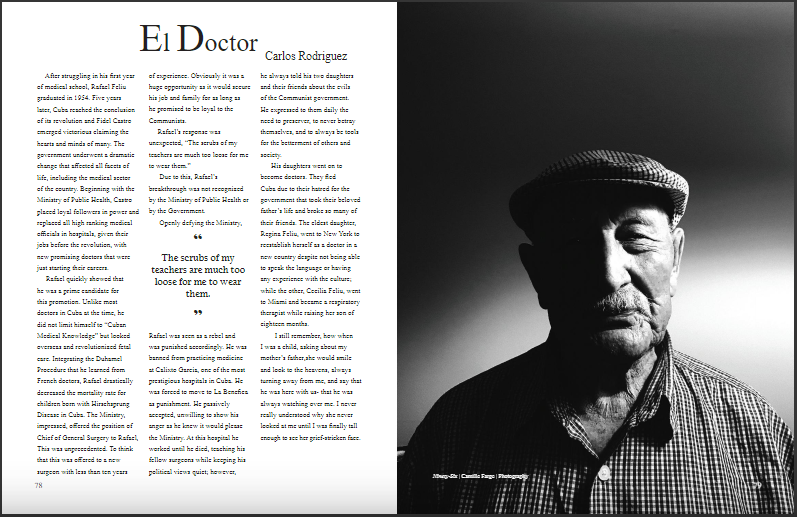 El Doctor
Carlos Rodriguez
After struggling in his first year
of medical school, Rafael Feliu
graduated in 1954. Five years
later, Cuba reached the conclusion
of its revolution and Fidel Castro
emerged victorious claiming the
hearts and minds of many. The
government underwent a dramatic
change that affected all facets of
life, including the medical sector
of the country. Beginning with the
Ministry of Public Health, Castro
placed loyal followers in power and
replaced all high ranking medical
officials in hospitals, given their
jobs before the revolution, with
new promising doctors that were
just starting their careers.
Rafael quickly showed that
he was a prime candidate for
this promotion. Unlike most
doctors in Cuba at the time, he
did not limit himself to “Cuban
Medical Knowledge” but looked
overseas and revolutionized fetal
care. Integrating the Duhamel
Procedure that he learned from
French doctors, Rafael drastically
decreased the mortality rate for
children born with Hirschsprung
Disease in Cuba. The Ministry,
impressed, offered the position of
Chief of General Surgery to Rafael,
This was unprecedented. To think
that this was offered to a new
surgeon with less than ten years
of experience. Obviously it was a
huge opportunity as it would secure
his job and family for as long as
he promised to be loyal to the
Communists.
Rafael’s response was
unexpected, “The scrubs of my
teachers are much too loose for me
to wear them.”
Due to this, Rafael’s
breakthrough was not recognized
by the Ministry of Public Health or
by the Government.
Openly defying the Ministry,
“
The scrubs of my
teachers are much too
loose for me to wear
them.
”
Rafael was seen as a rebel and
was punished accordingly. He was
banned from practicing medicine
at Calixto Garcia, one of the most
prestigious hospitals in Cuba. He
was forced to move to La Benefica
as punishment. He passively
accepted, unwilling to show his
anger as he knew it would please
the Ministry. At this hospital he
worked until he died, teaching his
fellow surgeons while keeping his
political views quiet; however,
he always told his two daughters
and their friends about the evils
of the Communist government.
He expressed to them daily the
need to preserver, to never betray
themselves, and to always be tools
for the betterment of others and
society.
His daughters went on to
become doctors. They fled
Cuba due to their hatred for the
government that took their beloved
father’s life and broke so many of
their friends. The eldest daughter,
Regina Feliu, went to New York to
reestablish herself as a doctor in a
new country despite not being able
to speak the language or having
any experience with the culture;
while the other, Cecilia Feliu, went
to Miami and became a respiratory
therapist while raising her son of
eighteen months.
I still remember, how when
I was a child, asking about my
mother’s father,she would smile
and look to the heavens, always
turning away from me, and say that
he was here with us- that he was
always watching over me. I never
really understood why she never
looked at me until I was finally tall
enough to see her grief-stricken face.
78
Ninety-Six | Camille Fargo | Photography
79